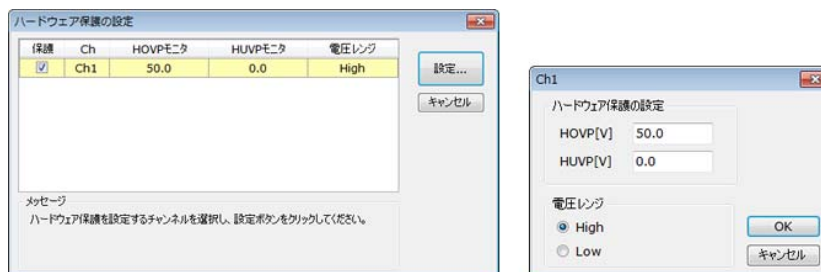 ハードウェア保護の設定
保護 Ch HOVPモニタ HUVPモニタ 電圧レンジ
Ch1 50.0 0.0 High
設定...
キャンセル
メッセージ
ハードウェア保護を設定するチャンネルを選択し、設定ボタンをクリックしてください。
Ch1
ハードウェア保護の設定
HOVP[V] 50.0
HUVP[V] 0.0
電圧レンジ
High
Low
OK
キャンセル